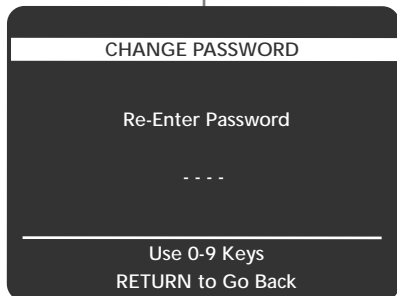 CHANGE PASSWORD
Re-Enter Password
- - - -
Use 0-9 Keys
RETURN to Go Back